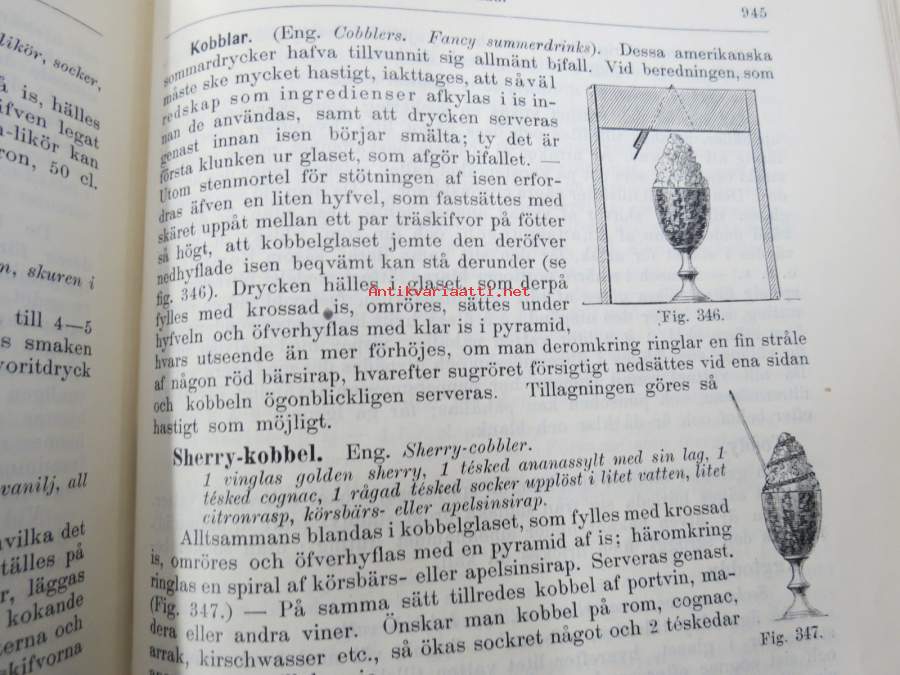 945
likör, socker,
å is, hälles
ifven legat
a-likör kan
ron, 50 cl.
n, skuren i
till 4—5
s smaken
voritdryck
vanilj, all
vilka det
tälles på
r, läggas
kokande
terna och
skifvorna
Kobblar. (Eng. Cobblers. Fancy summerdrinks). Dessa amerikanska
sommardrycker hafva tillvunnit sig allmänt bifall. Vid beredningen, som
måste ske mycket hastigt, iakttages, att såväl
redskap som ingredienser afkylas i is in-
nan de användas, samt att drycken serveras
genast innan isen börjar smälta; ty det är
första klunken ur glaset, som afgör bifallet. —
Utom stenmortel för stötningen af isen erfor-
dras äfven en liten hyfvel, som fastsättes med
skäret uppåt mellan ett par träskifvor på fötter
så högt, att kobbelglaset jemte den deröfver
nedhyflade isen beqvämt kan stå derunder (se
fig. 346). Drycken hälles i glaset, som derpå
fylles med krossad is, omröres, sättes under
hyfveln och öfverhyflas med klar is i pyramid,
hvars utseende än mer förhöjes, om man deromkring ringlar en fin stråle
af någon röd bärsirap, hvarefter sugröret försigtigt nedsättes vid ena sidan
och kobbeln ögonblickligen serveras. Tillagningen göres så
hastigt som möjligt.
Fig. 346.
Antikvariaatti.net
Sherry-kobbel. Eng. Sherry-cobbler.
1 vinglas golden sherry, 1 tésked ananassylt med sin lag, 1
tésked cognac, 1 rågad tésked socker upplöst i litet vatten, litet
citronrasp, körsbärs- eller apelsinsirap.
Alltsammans blandas i kobbelglaset, som fylles med krossad
is, omröres och öfverhyflas med en pyramid af is; häromkring
ringlas en spiral af körsbärs- eller apelsinsirap. Serveras genast.
(Fig. 347.) — På samma sätt tillredes kobbel af portvin, ma-
dera eller andra viner. Önskar man kobbel på rom, cognac,
arrak, kirschwasser etc., så ökas sockret något och 2 téskedar
Fig. 347.